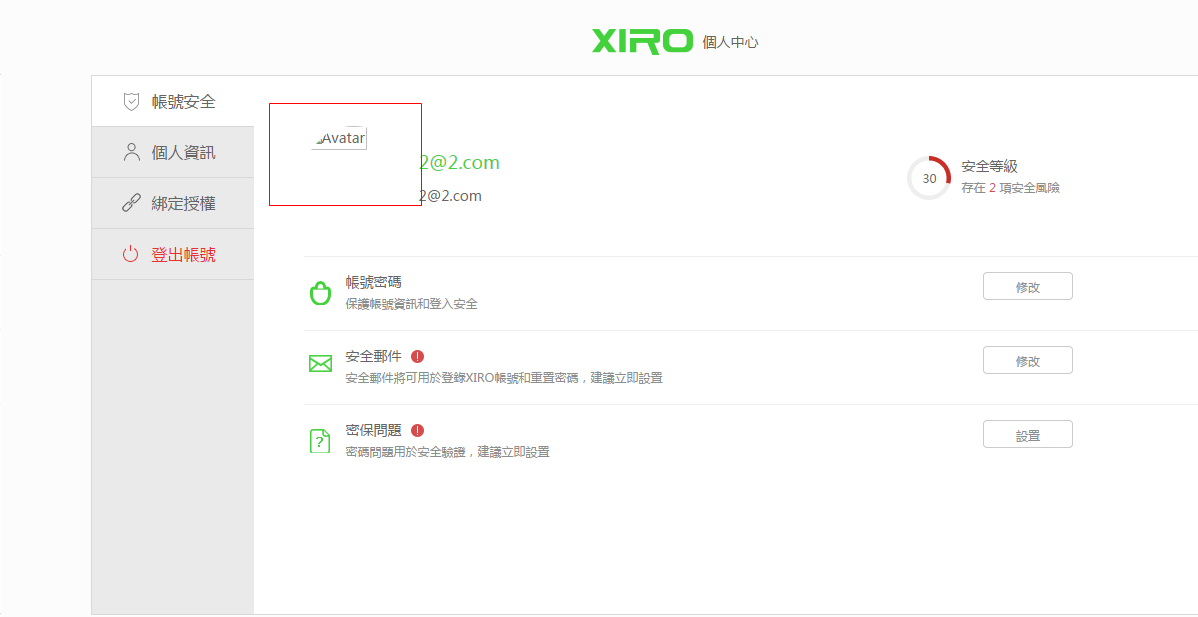 XIRO 個人中心
帳號安全
個人資訊
綁定授權
登出帳號
Avatar
2@2.com
2@2.com
30
安全等級
存在 2 項安全風險
帳號密碼
保護帳號資訊和登入安全
修改
安全郵件
安全郵件將可用於登錄XIRO帳號和重置密碼，建議立即設置
修改
密保問題
密碼問題用於安全驗證，建議立即設置
設置